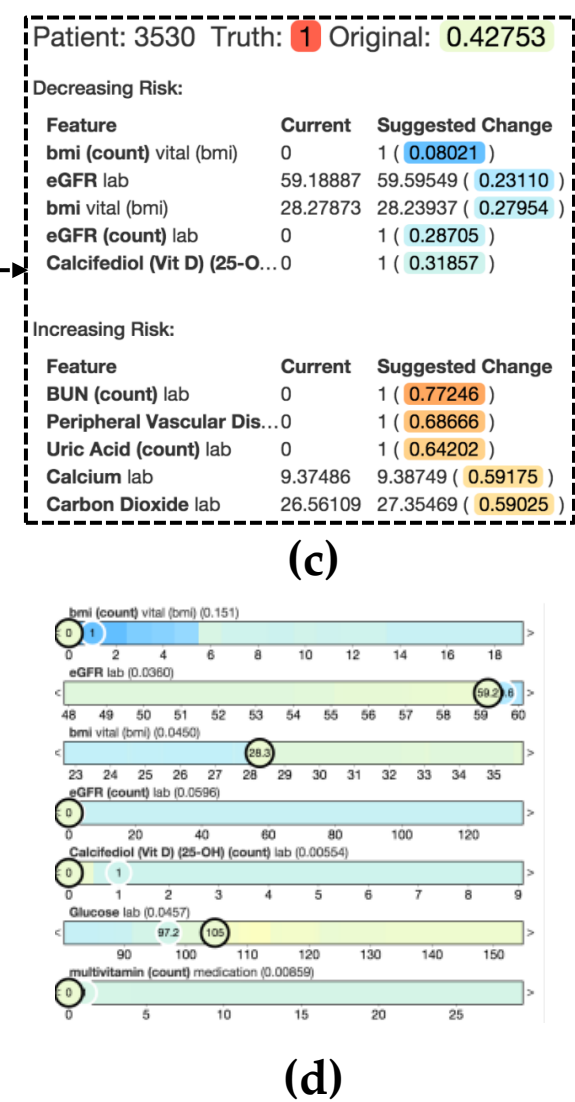 Patient: 3530 Truth: 1 Original: 0.42753
Decreasing Risk:
Feature Current Suggested Change
bmi (count) vital (bmi) 0 1 ( 0.08021 )
eGFR lab 59.18887 59.59549 ( 0.23110 )
bmi vital (bmi) 28.27873 28.23937 ( 0.27954 )
eGFR (count) lab 0 1 ( 0.28705 )
Calcifediol (Vit D) (25-O... 0 1 ( 0.31857 )
Increasing Risk:
Feature Current Suggested Change
BUN (count) lab 0 1 ( 0.77246 )
Peripheral Vascular Dis... 0 1 ( 0.68666 )
Uric Acid (count) lab 0 1 ( 0.64202 )
Calcium lab 9.37486 9.38749 ( 0.59175 )
Carbon Dioxide lab 26.56109 27.35469 ( 0.59025 )
(c)
bmi (count) vital (bmi) (0.151)
< 0 1 >
0 2 4 6 8 10 12 14 16 18
eGFR lab (0.0360)
< 59.2 .6 >
48 49 50 51 52 53 54 55 56 57 58 59 60
bmi vital (bmi) (0.0450)
< 28.3 >
23 24 25 26 27 28 29 30 31 32 33 34 35
eGFR (count) lab (0.0596)
< 0 >
0 20 40 60 80 100 120
Calcifediol (Vit D) (25-OH) (count) lab (0.00554)
< 0 1 >
0 1 2 3 4 5 6 7 8 9
Glucose lab (0.0457)
< 97.2 105 >
90 100 110 120 130 140 150
multivitamin (count) medication (0.00859)
< 0 >
0 5 10 15 20 25
(d)